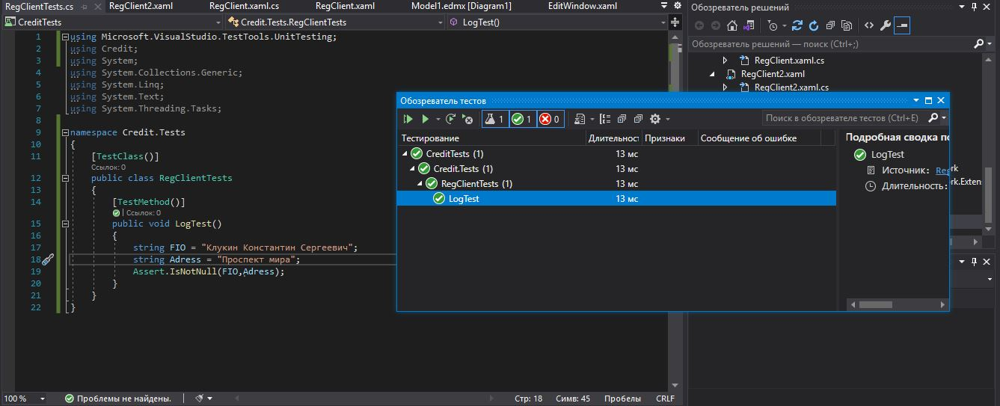 RegClientTests.cs
RegClient2.xaml
RegClient.xaml.cs
RegClient.xaml
Model1.edmx [Diagram1]
EditWindow.xaml
CreditTests
Credit.Tests.RegClientTests
LogTest()
1 using Microsoft.VisualStudio.TestTools.UnitTesting;
2 using Credit;
3 using System;
4 using System.Collections.Generic;
5 using System.Linq;
6 using System.Text;
7 using System.Threading.Tasks;
8
9 namespace Credit.Tests
10 {
11 [TestClass()]
Ссылок: 0
12 public class RegClientTests
13 {
14 [TestMethod()]
| Ссылок: 0
15 public void LogTest()
16 {
17 string FIO = "Клукин Константин Сергеевич";
18 string Adress = "Проспект мира";
19 Assert.IsNotNull(FIO,Adress);
20 }
21 }
22 }
100 %
Проблемы не найдены.
Стр: 18
Симв: 45
Пробелы
CRLF
Обозреватель решений
Обозреватель решений — поиск (Ctrl+;)
RegClient.xaml.cs
RegClient2.xaml
RegClient2.xaml.cs
Обозреватель тестов
1
1
0
Поиск в обозревателе тестов (Ctrl+E)
Тестирование
Длительност
Признаки
Сообщение об ошибке
CreditTests (1) 13 мс
Credit.Tests (1) 13 мс
RegClientTests (1) 13 мс
LogTest 13 мс
Подробная сводка по
LogTest
Источник: Reg
Длительность:
rk
rk.Extens